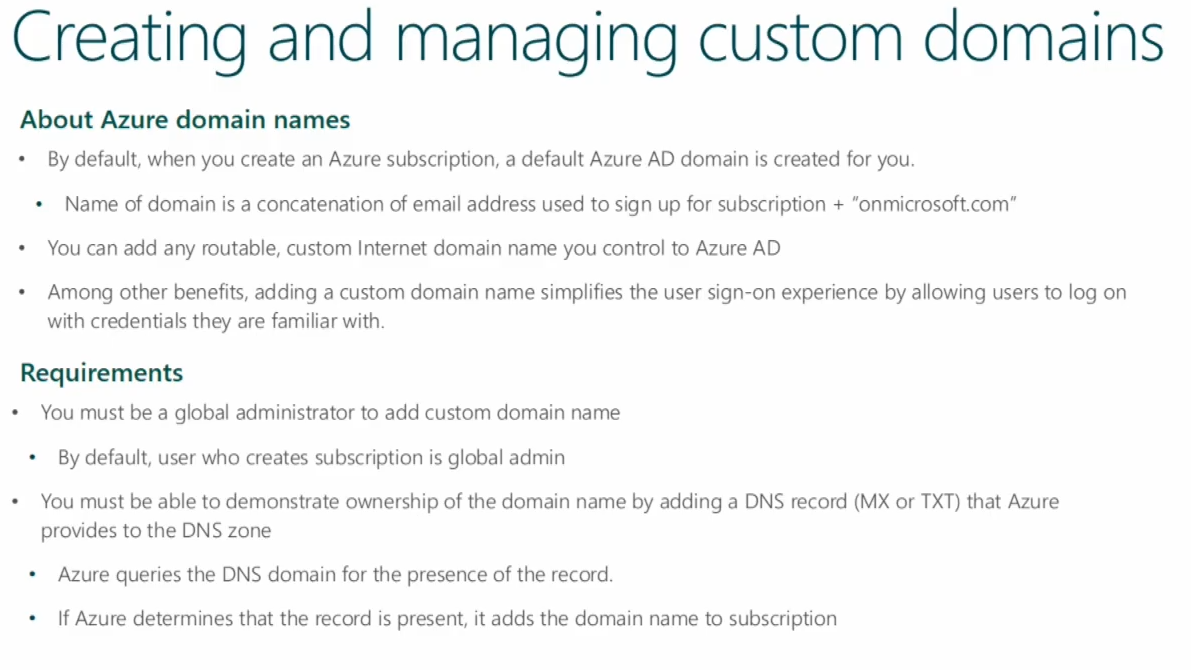 Creating and managing custom domains
About Azure domain names
• By default, when you create an Azure subscription, a default Azure AD domain is created for you.
• Name of domain is a concatenation of email address used to sign up for subscription + "onmicrosoft.com"
• You can add any routable, custom Internet domain name you control to Azure AD
• Among other benefits, adding a custom domain name simplifies the user sign-on experience by allowing users to log on
with credentials they are familiar with.
Requirements
• You must be a global administrator to add custom domain name
• By default, user who creates subscription is global admin
• You must be able to demonstrate ownership of the domain name by adding a DNS record (MX or TXT) that Azure
provides to the DNS zone
• Azure queries the DNS domain for the presence of the record.
• If Azure determines that the record is present, it adds the domain name to subscription